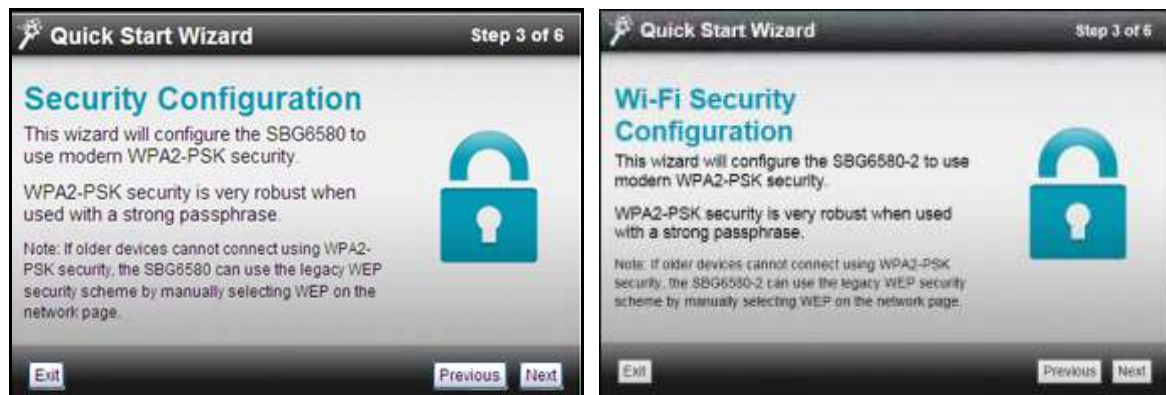 Quick Start Wizard
Step 3 of 6
Security Configuration
This wizard will configure the SBG6580 to
use modern WPA2-PSK security.
WPA2-PSK security is very robust when
used with a strong passphrase.
Note: If older devices cannot connect using WPA2-
PSK security, the SBG6580 can use the legacy WEP
security scheme by manually selecting WEP on the
network page.
Exit
Previous
Next
Quick Start Wizard
Step 3 of 6
Wi-Fi Security
Configuration
This wizard will configure the SBG6580-2 to use
modern WPA2-PSK security.
WPA2-PSK security is very robust when used
with a strong passphrase.
Note: If older devices cannot connect using WPA2-PSK
security, the SBG6580-2 can use the legacy WEP security
scheme by manually selecting WEP on the network page.
Exit
Previous
Next